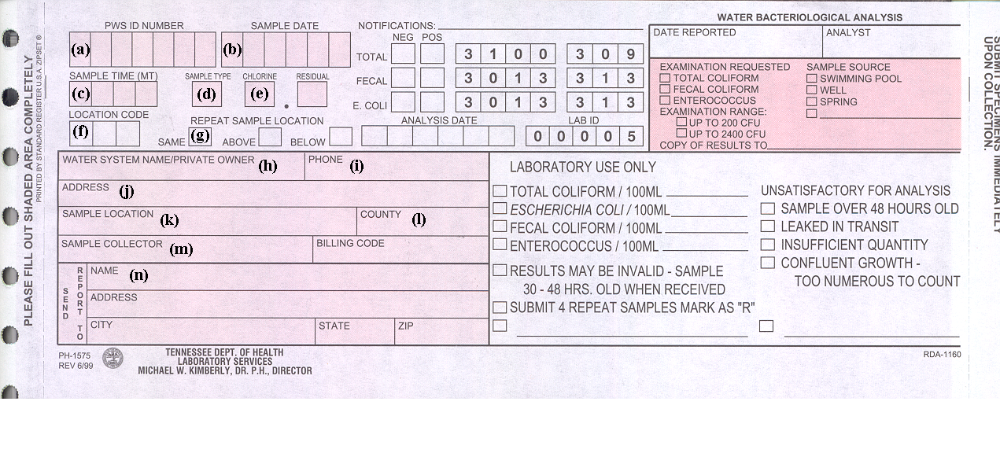 WATER BACTERIOLOGICAL ANALYSIS
PWS ID NUMBER SAMPLE DATE NOTIFICATIONS:
NEG POS
DATE REPORTED ANALYST
(a) (b)
TOTAL 3 1 0 0 3 0 9
SAMPLE TIME (MT) SAMPLE TYPE CHLORINE RESIDUAL
(c) (d) (e) .
FECAL 3 0 1 3 3 1 3
E. COLI 3 0 1 3 3 1 3
EXAMINATION REQUESTED SAMPLE SOURCE
TOTAL COLIFORM SWIMMING POOL
FECAL COLIFORM WELL
ENTEROCOCCUS SPRING
EXAMINATION RANGE:
UP TO 200 CFU
UP TO 2400 CFU
COPY OF RESULTS TO
LOCATION CODE REPEAT SAMPLE LOCATION ANALYSIS DATE LAB ID
(f) SAME (g) ABOVE BELOW 0 0 0 0 5
WATER SYSTEM NAME/PRIVATE OWNER (h) PHONE (i)
ADDRESS (j)
SAMPLE LOCATION (k) COUNTY (l)
SAMPLE COLLECTOR (m) BILLING CODE
SEND REPORT TO
NAME (n)
ADDRESS
CITY STATE ZIP
LABORATORY USE ONLY
TOTAL COLIFORM / 100ML
ESCHERICHIA COLI / 100ML
FECAL COLIFORM / 100ML
ENTEROCOCCUS / 100ML
RESULTS MAY BE INVALID - SAMPLE
30 - 48 HRS. OLD WHEN RECEIVED
SUBMIT 4 REPEAT SAMPLES MARK AS "R"
UNSATISFACTORY FOR ANALYSIS
SAMPLE OVER 48 HOURS OLD
LEAKED IN TRANSIT
INSUFFICIENT QUANTITY
CONFLUENT GROWTH -
TOO NUMEROUS TO COUNT
PH-1575
REV 6/99
TENNESSEE DEPT. OF HEALTH
LABORATORY SERVICES
MICHAEL W. KIMBERLY, DR. P.H., DIRECTOR
RDA-1160
PLEASE FILL OUT SHADED AREA COMPLETELY
PRINTED BY STANDARD REGISTER U.S.A. ZIPSET ®
SUBMIT SPECIMENS IMMEDIATELY
UPON COLLECTION.